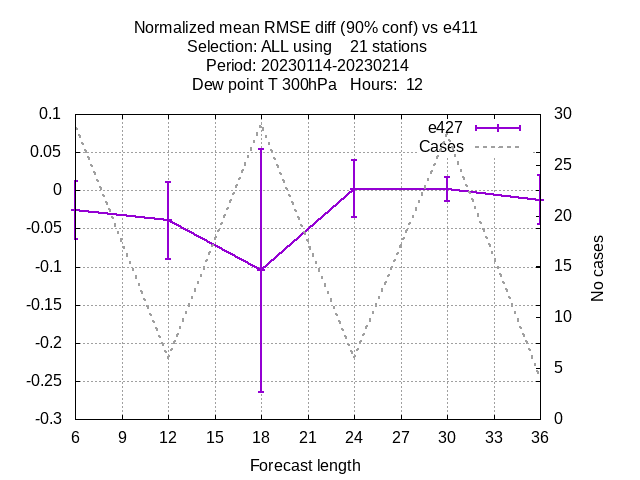 Normalized mean RMSE diff (90% conf) vs e411
Selection: ALL using    21 stations
Period: 20230114-20230214
Dew point T 300hPa   Hours:  12
0.1
0.05
0
-0.05
-0.1
-0.15
-0.2
-0.25
-0.3
e427
Cases
30
25
20
15
10
5
0
No cases
6 9 12 15 18 21 24 27 30 33 36
Forecast length